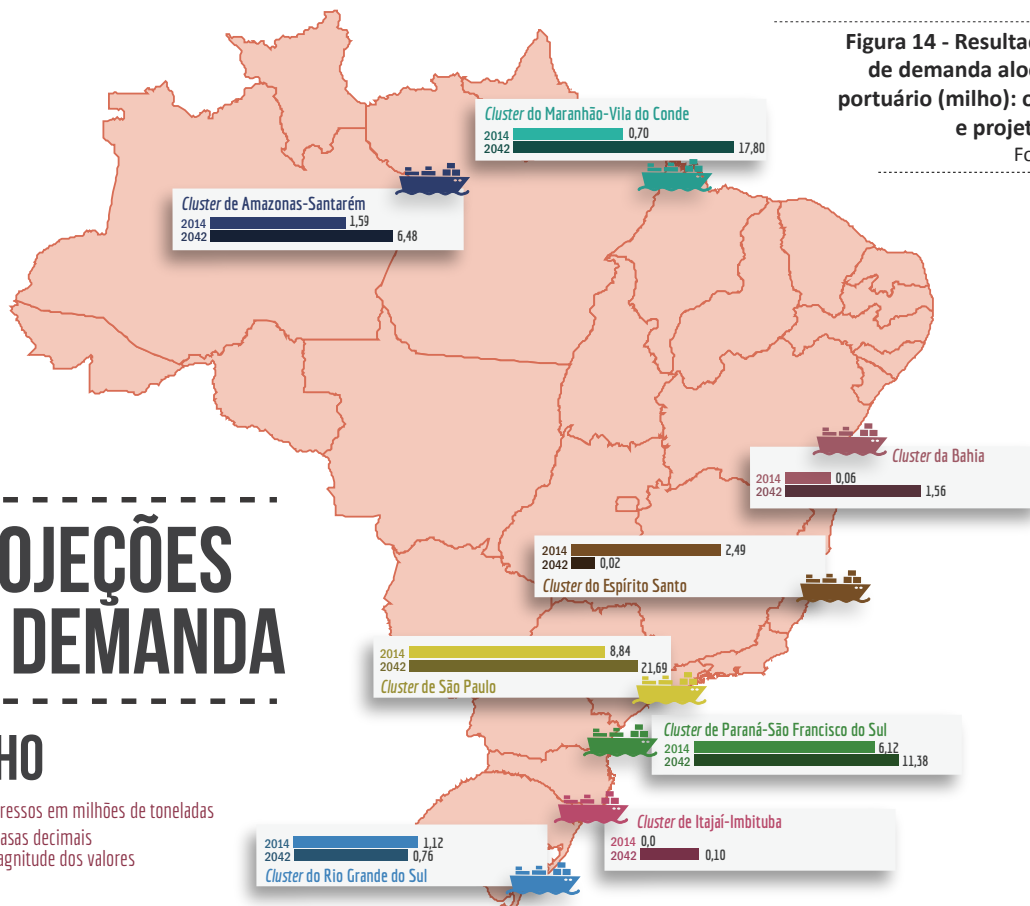 Figura 14 - Resulta
de demanda alo
portuário (milho):
e projet
Fo
Cluster do Maranhão-Vila do Conde
2014 0,70
2042 17,80
Cluster de Amazonas-Santarém
2014 1,59
2042 6,48
Cluster da Bahia
2014 0,06
2042 1,56
OJEÇÕES
DEMANDA
2014 2,49
2042 0,02
Cluster do Espírito Santo
2014 8,84
2042 21,69
Cluster de São Paulo
Cluster de Paraná-São Francisco do Sul
2014 6,12
2042 11,38
HO
ressos em milhões de toneladas
asas decimais
agnitude dos valores
Cluster de Itajaí-Imbituba
2014 0,0
2042 0,10
2014 1,12
2042 0,76
Cluster do Rio Grande do Sul